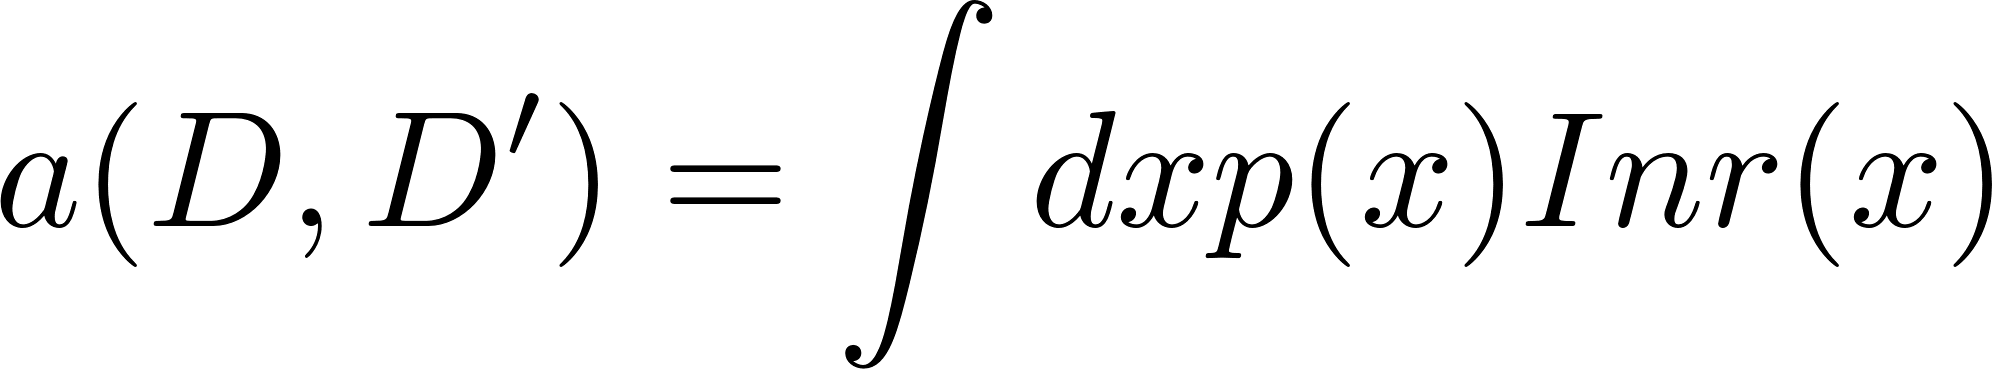 a(D, D′) = ∫ dxp(x)Inr(x)